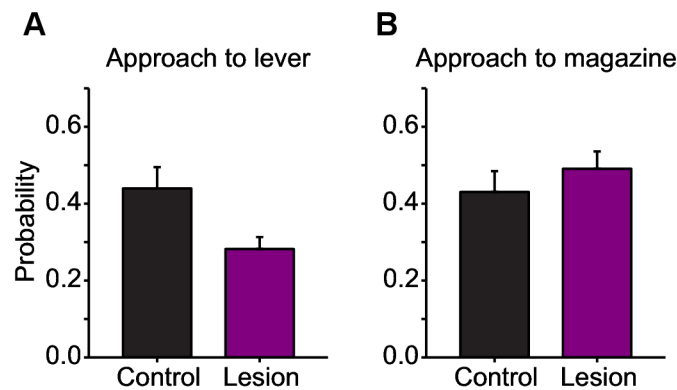 A
B
Approach to lever
Approach to magazine
Probability
0.6
0.4
0.2
0.0
Control
Lesion
0.6
0.4
0.2
0.0
Control
Lesion